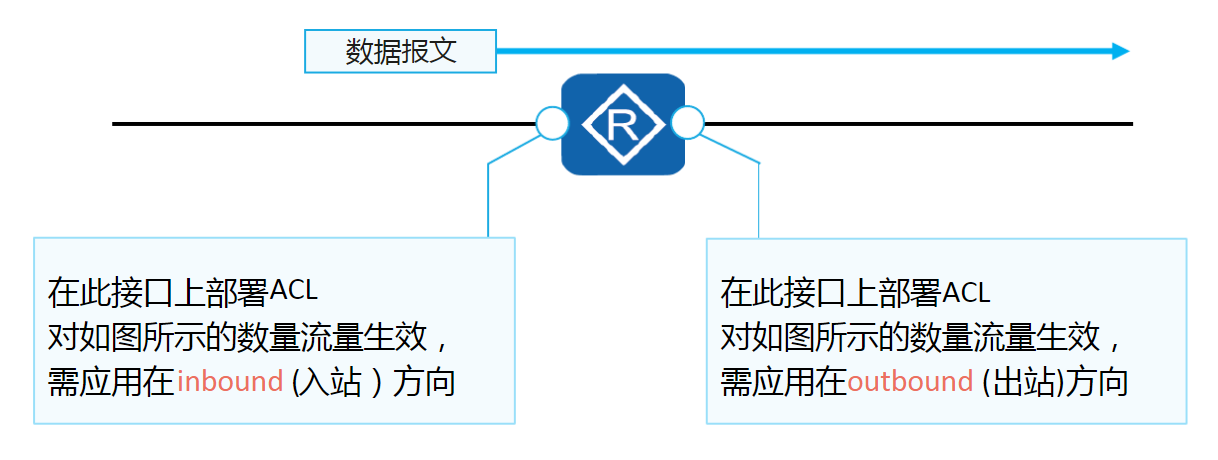 数据报文
R
在此接口上部署ACL
对如图所示的数量流量生效，
需应用在inbound (入站）方向
在此接口上部署ACL
对如图所示的数量流量生效，
需应用在outbound (出站)方向